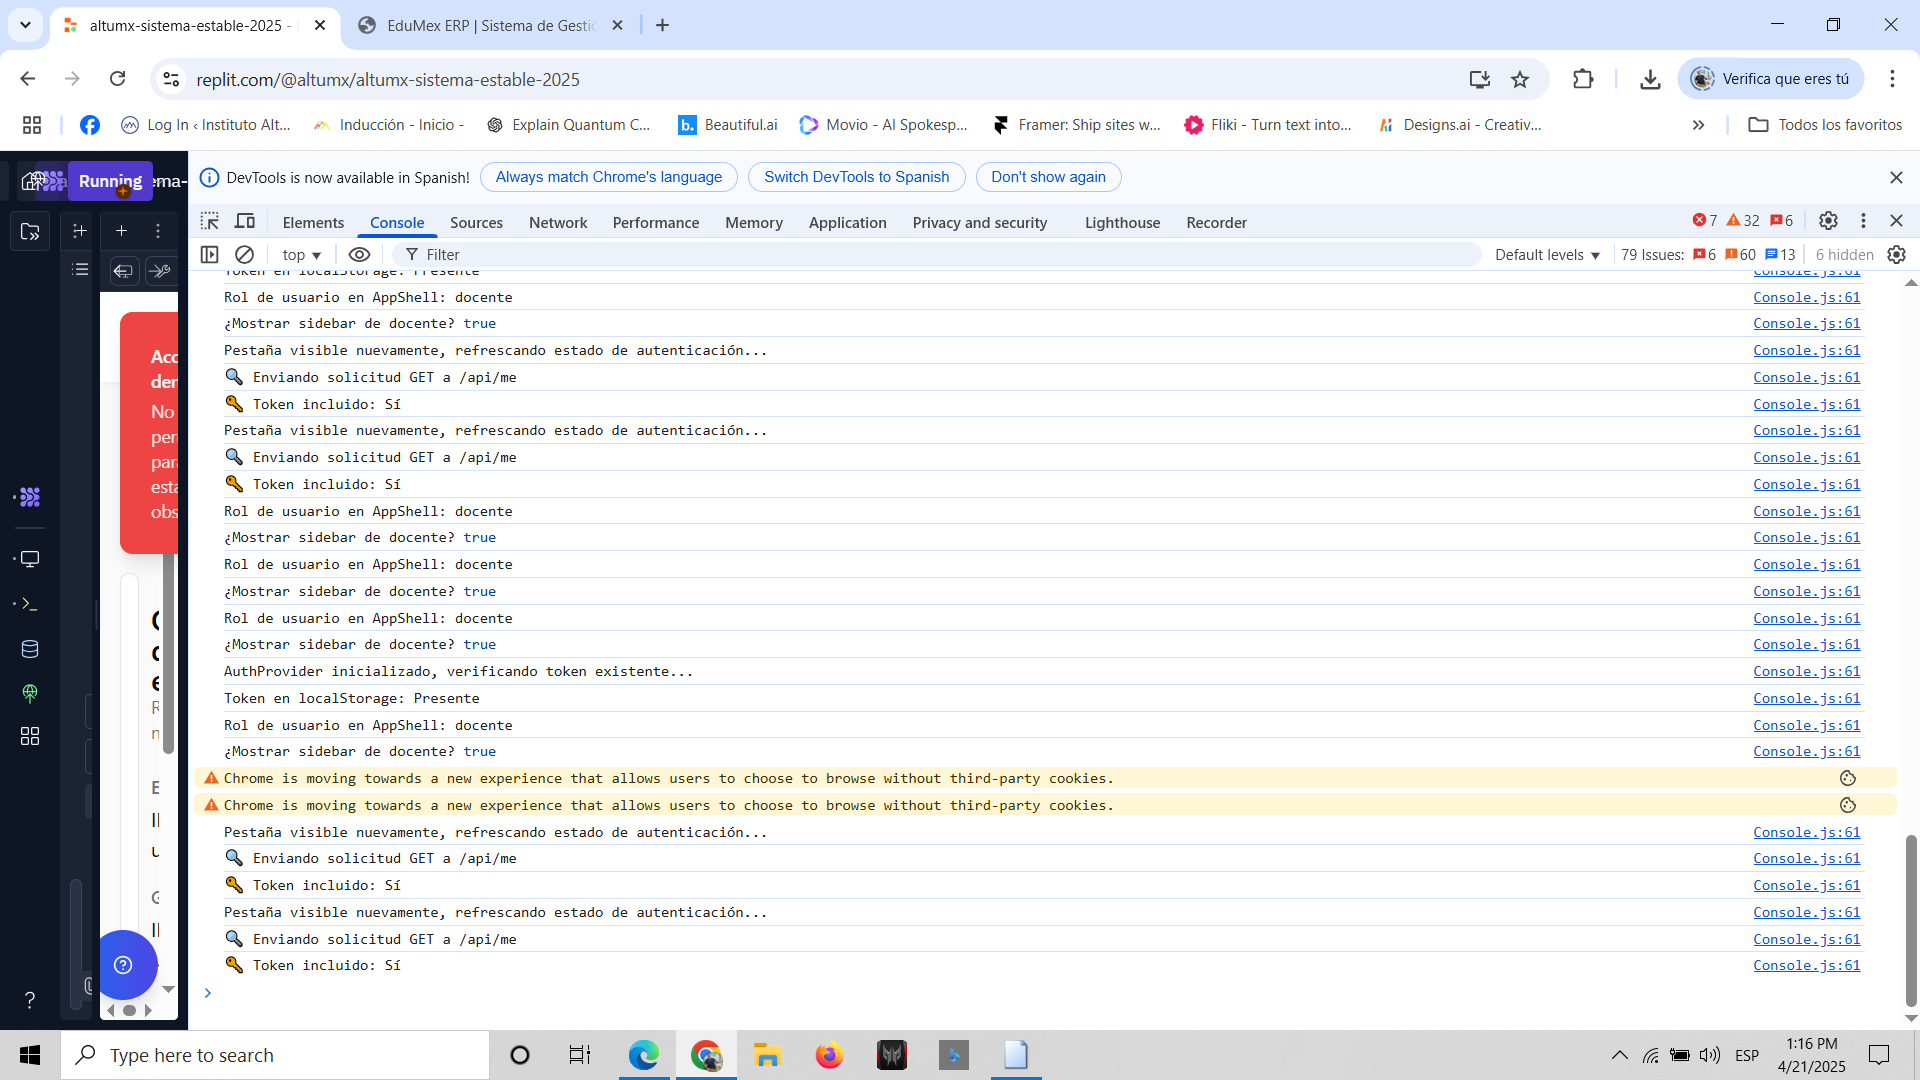 altumx-sistema-estable-2025 -
EduMex ERP | Sistema de Gestic
replit.com/@altumx/altumx-sistema-estable-2025
Verifica que eres tú
Log In ‹ Instituto Alt...
Inducción - Inicio -
Explain Quantum C...
Beautiful.ai
Movio - AI Spokesp...
Framer: Ship sites w...
Fliki - Turn text into...
Designs.ai - Creativ...
»
Todos los favoritos
Running
ema-
DevTools is now available in Spanish!
Always match Chrome's language
Switch DevTools to Spanish
Don't show again
Elements
Console
Sources
Network
Performance
Memory
Application
Privacy and security
Lighthouse
Recorder
7
32
6
top
Filter
Default levels
79 Issues:
6
60
13
6 hidden
Acc
der
No
per
para
esta
obs
Token en localStorage: Presente Console.js:61
Rol de usuario en AppShell: docente Console.js:61
¿Mostrar sidebar de docente? true Console.js:61
Pestaña visible nuevamente, refrescando estado de autenticación... Console.js:61
🔍 Enviando solicitud GET a /api/me Console.js:61
🔑 Token incluido: Sí Console.js:61
Pestaña visible nuevamente, refrescando estado de autenticación... Console.js:61
🔍 Enviando solicitud GET a /api/me Console.js:61
🔑 Token incluido: Sí Console.js:61
Rol de usuario en AppShell: docente Console.js:61
¿Mostrar sidebar de docente? true Console.js:61
Rol de usuario en AppShell: docente Console.js:61
¿Mostrar sidebar de docente? true Console.js:61
Rol de usuario en AppShell: docente Console.js:61
¿Mostrar sidebar de docente? true Console.js:61
AuthProvider inicializado, verificando token existente... Console.js:61
Token en localStorage: Presente Console.js:61
Rol de usuario en AppShell: docente Console.js:61
¿Mostrar sidebar de docente? true Console.js:61
Chrome is moving towards a new experience that allows users to choose to browse without third-party cookies.
Chrome is moving towards a new experience that allows users to choose to browse without third-party cookies.
Pestaña visible nuevamente, refrescando estado de autenticación... Console.js:61
🔍 Enviando solicitud GET a /api/me Console.js:61
🔑 Token incluido: Sí Console.js:61
Pestaña visible nuevamente, refrescando estado de autenticación... Console.js:61
🔍 Enviando solicitud GET a /api/me Console.js:61
🔑 Token incluido: Sí Console.js:61
Type here to search
ESP
1:16 PM
4/21/2025